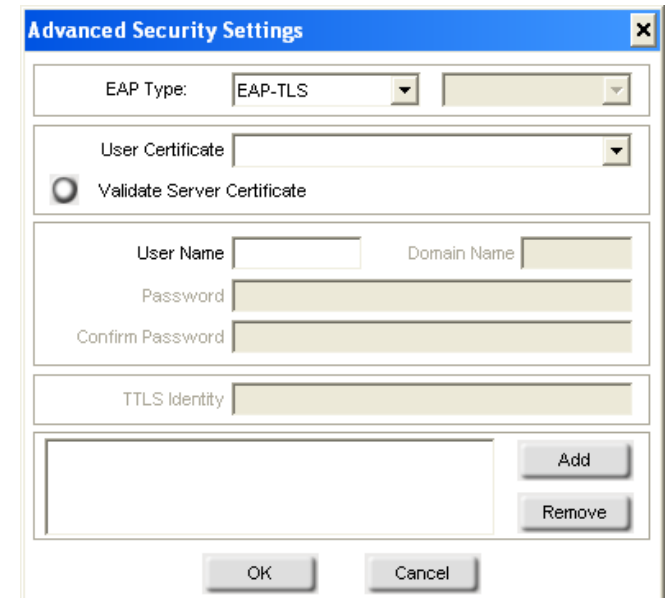 Advanced Security Settings
EAP Type: EAP-TLS
User Certificate
Validate Server Certificate
User Name Domain Name
Password
Confirm Password
TTLS Identity
Add
Remove
OK Cancel